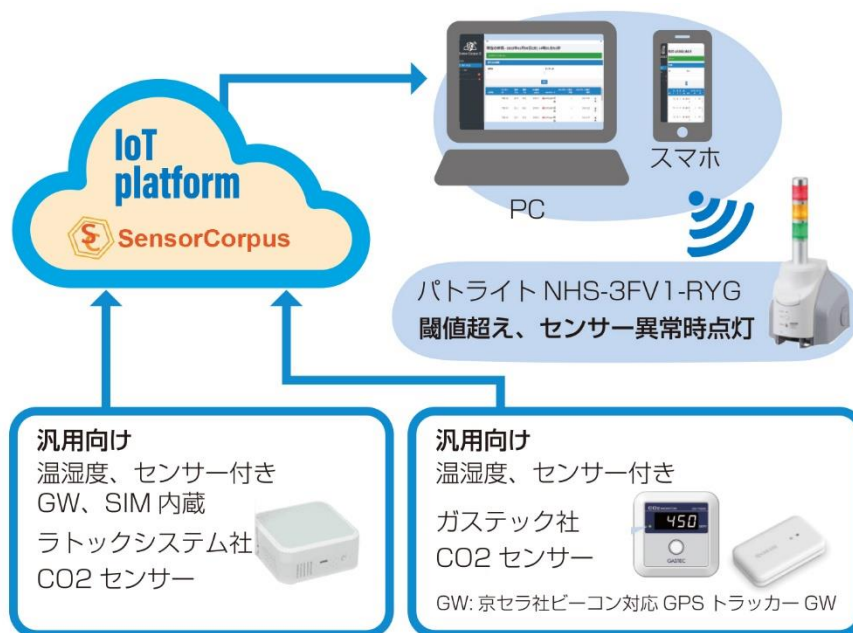 IoT
platform
SensorCorpus
PC
スマホ
パトライト NHS-3FV1-RYG
閾値超え、センサー異常時点灯
汎用向け
温湿度、センサー付き
GW、SIM 内蔵
ラトックシステム社
CO2 センサー
汎用向け
温湿度、センサー付き
ガステック社
CO2 センサー
450
GASTEC
GW: 京セラ社ビーコン対応 GPS トラッカー GW